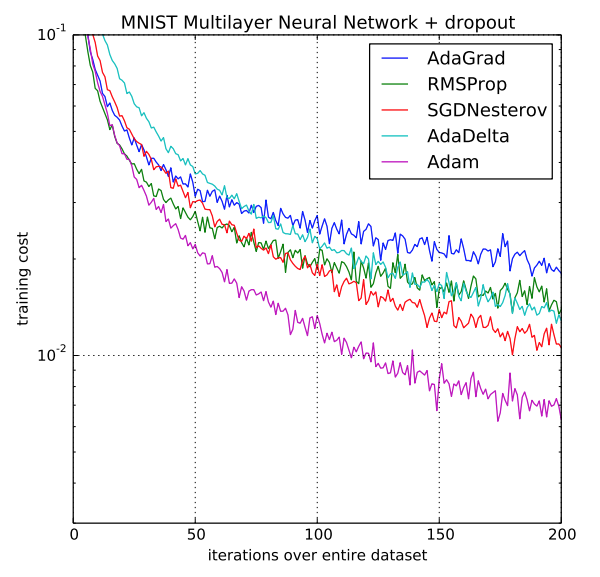 MNIST Multilayer Neural Network + dropout
10⁻¹
AdaGrad
RMSProp
SGDNesterov
AdaDelta
Adam
training cost
10⁻²
0 50 100 150 200
iterations over entire dataset